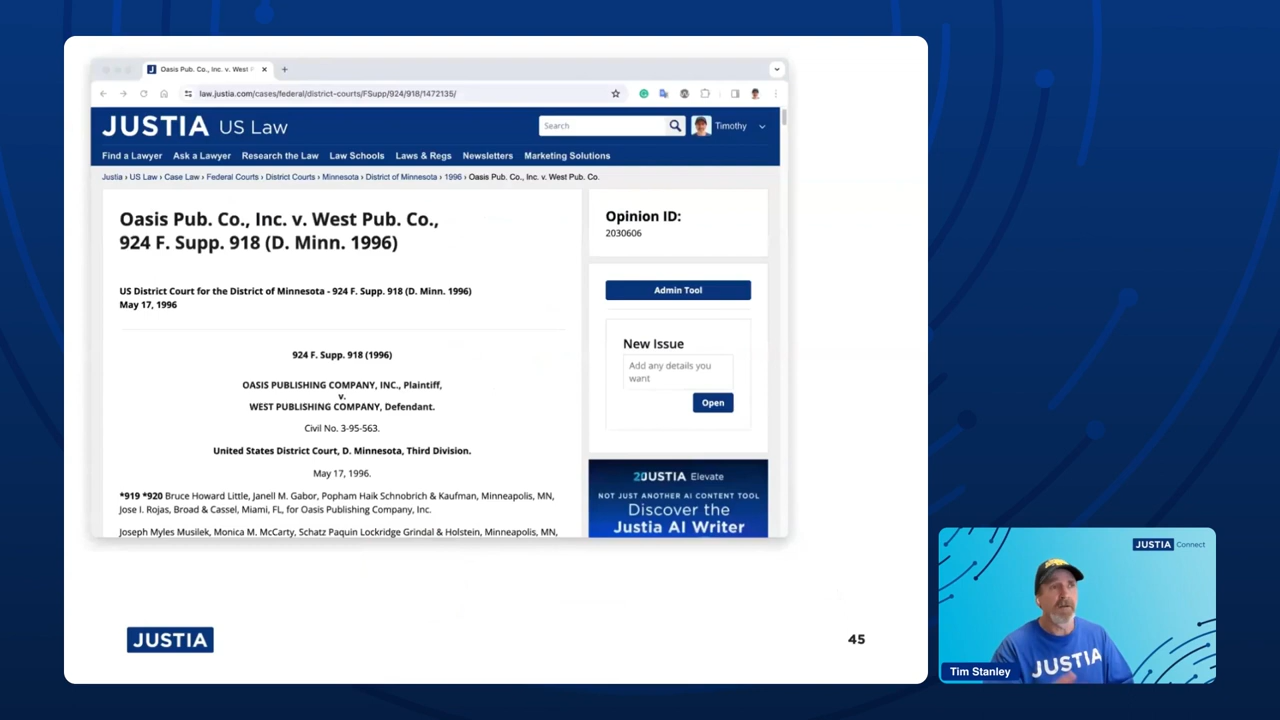 Oasis Pub. Co., Inc. v. West P
law.justia.com/cases/federal/district-courts/FSupp/924/918/1472135/
JUSTIA US Law
Search
Timothy
Find a Lawyer Ask a Lawyer Research the Law Law Schools Laws & Regs Newsletters Marketing Solutions
Justia › US Law › Case Law › Federal Courts › District Courts › Minnesota › District of Minnesota › 1996 › Oasis Pub. Co., Inc. v. West Pub. Co.
Oasis Pub. Co., Inc. v. West Pub. Co.,
924 F. Supp. 918 (D. Minn. 1996)
US District Court for the District of Minnesota - 924 F. Supp. 918 (D. Minn. 1996)
May 17, 1996
924 F. Supp. 918 (1996)
OASIS PUBLISHING COMPANY, INC., Plaintiff,
v.
WEST PUBLISHING COMPANY, Defendant.
Civil No. 3-95-563.
United States District Court, D. Minnesota, Third Division.
May 17, 1996.
*919 *920 Bruce Howard Little, Janell M. Gabor, Popham Haik Schnobrich & Kaufman, Minneapolis, MN,
Jose I. Rojas, Broad & Cassel, Miami, FL, for Oasis Publishing Company, Inc.
Joseph Myles Musilek, Monica M. McCarty, Schatz Paquin Lockridge Grindal & Holstein, Minneapolis, MN,
Opinion ID:
2030606
Admin Tool
New Issue
Add any details you
want
Open
20 JUSTIA Elevate
NOT JUST ANOTHER AI CONTENT TOOL
Discover the
Justia AI Writer
JUSTIA
45
JUSTIA Connect
JUSTIA
Tim Stanley